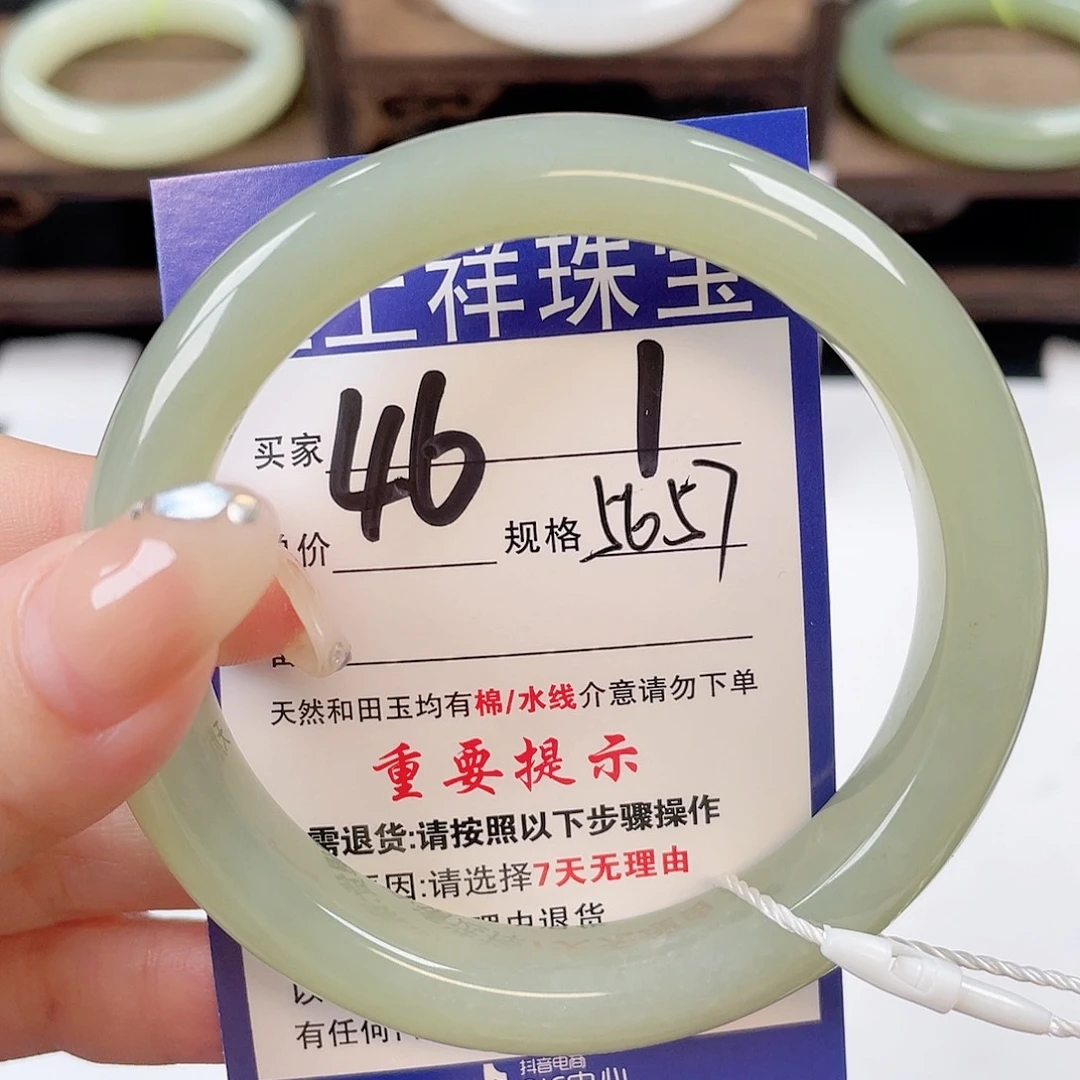 上祥珠宝
买家 46 1
价 规格 5657
天然和田玉均有棉/水线介意请勿下单
重要提示
需退货:请按照以下步骤操作
因:请选择7天无理由
理由退货
有任何
抖音电商